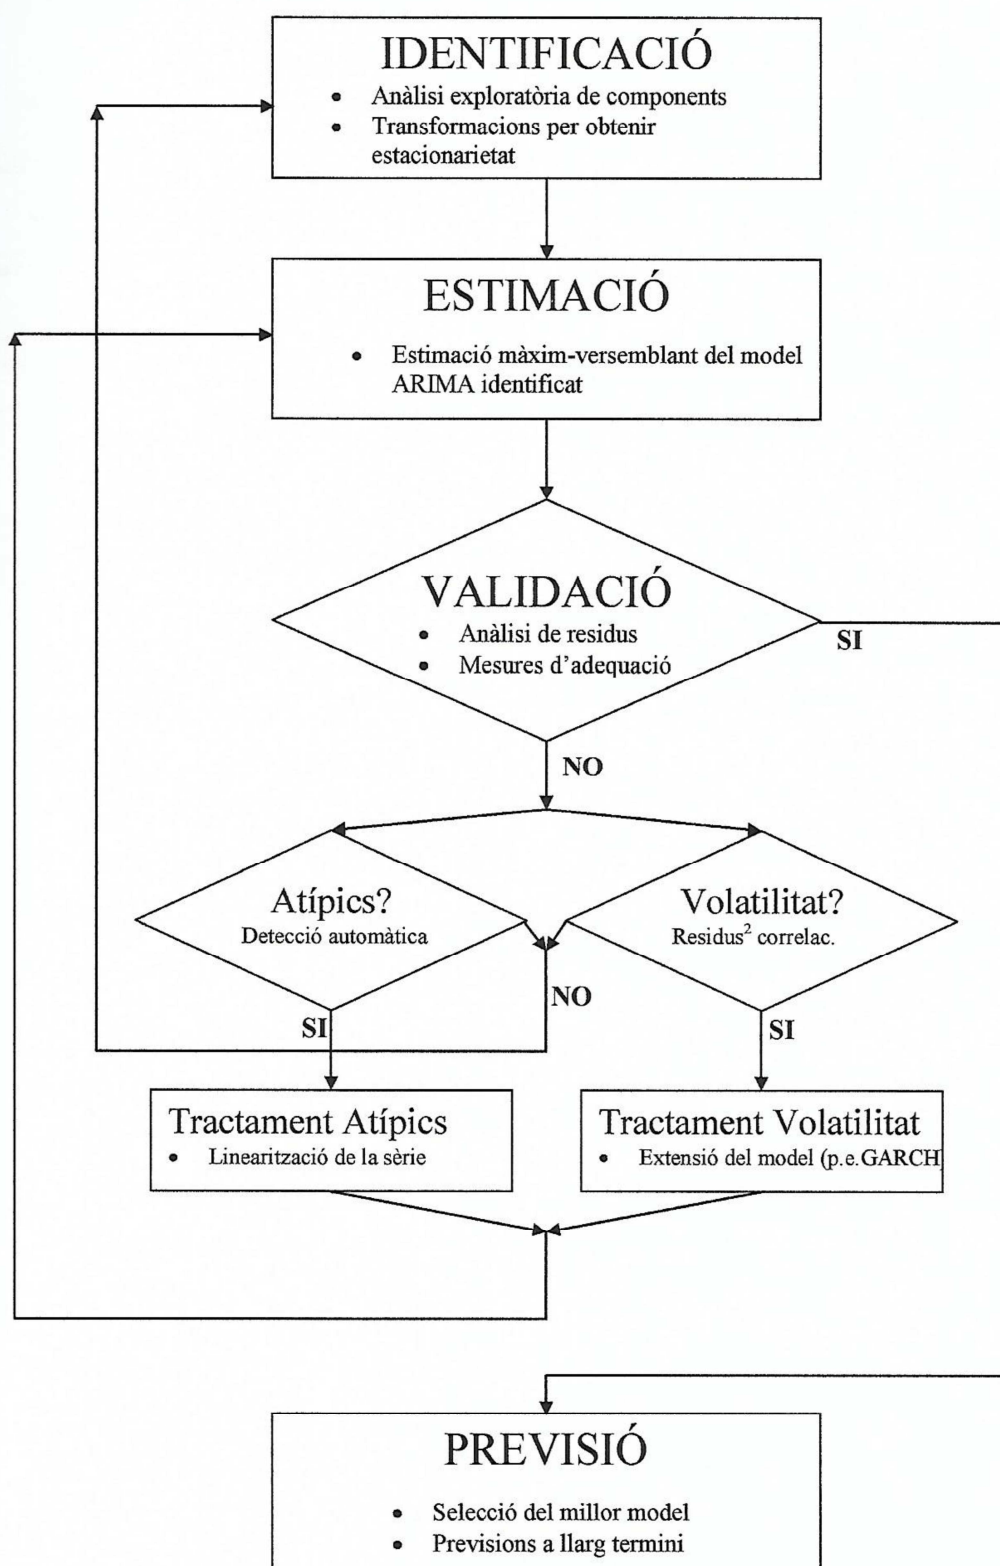 IDENTIFICACIÓ
• Anàlisi exploratòria de components
• Transformacions per obtenir
estacionarietat
ESTIMACIÓ
• Estimació màxim-versemblant del model
ARIMA identificat
VALIDACIÓ
• Anàlisi de residus
• Mesures d'adequació
SI
NO
Atípics?
Detecció automàtica
Volatilitat?
Residus² correlac.
NO
SI
SI
Tractament Atípics
• Linearització de la sèrie
Tractament Volatilitat
• Extensió del model (p.e.GARCH
PREVISIÓ
• Selecció del millor model
• Previsions a llarg termini